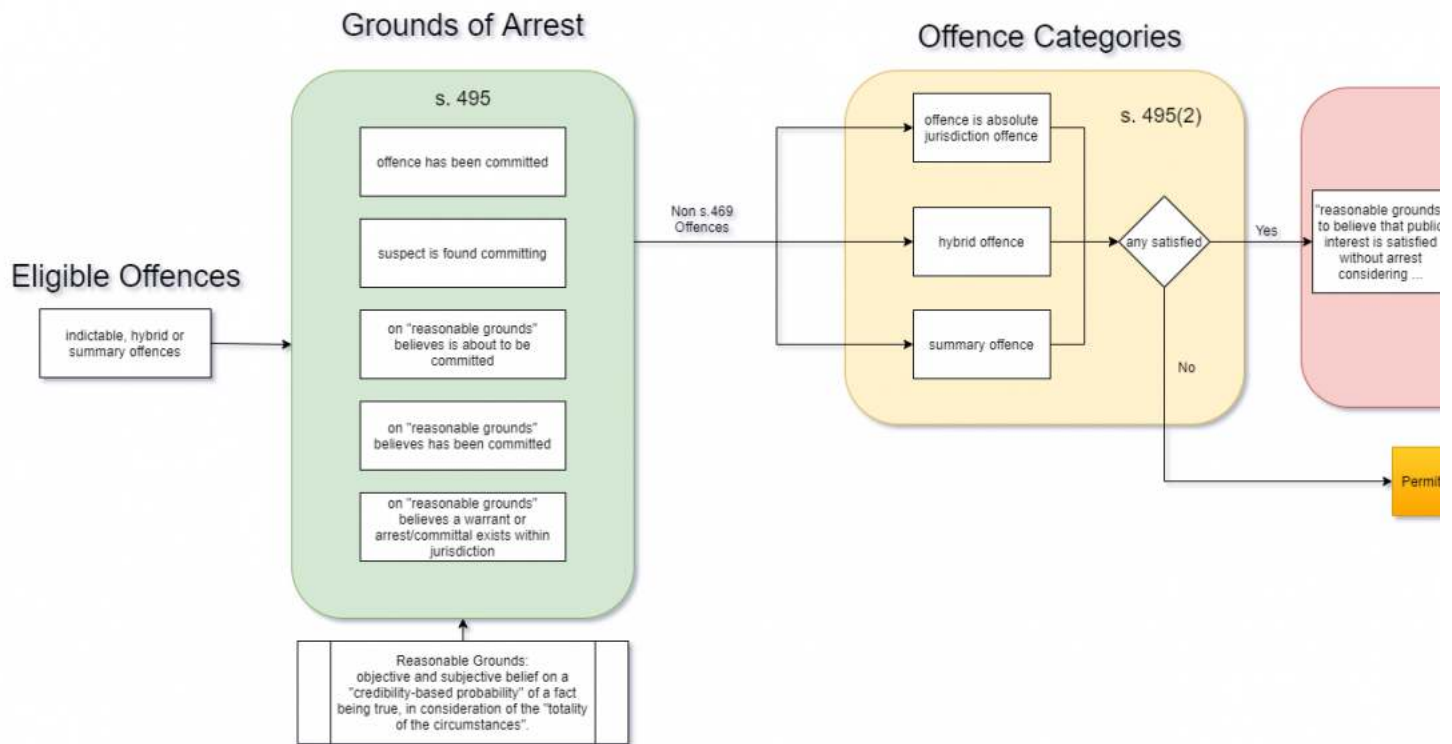 Grounds of Arrest
Offence Categories
Eligible Offences
indictable, hybrid or
summary offences
s. 495
offence has been committed
suspect is found committing
on "reasonable grounds"
believes is about to be
committed
on "reasonable grounds"
believes has been committed
on "reasonable grounds"
believes a warrant or
arrest/committal exists within
jurisdiction
Reasonable Grounds:
objective and subjective belief on a
"credibility-based probability" of a fact
being true, in consideration of the "totality
of the circumstances".
Non s.469
Offences
s. 495(2)
offence is absolute
jurisdiction offence
hybrid offence
summary offence
any satisfied
Yes
No
"reasonable grounds
to believe that public
interest is satisfied
without arrest
considering ...
Permit